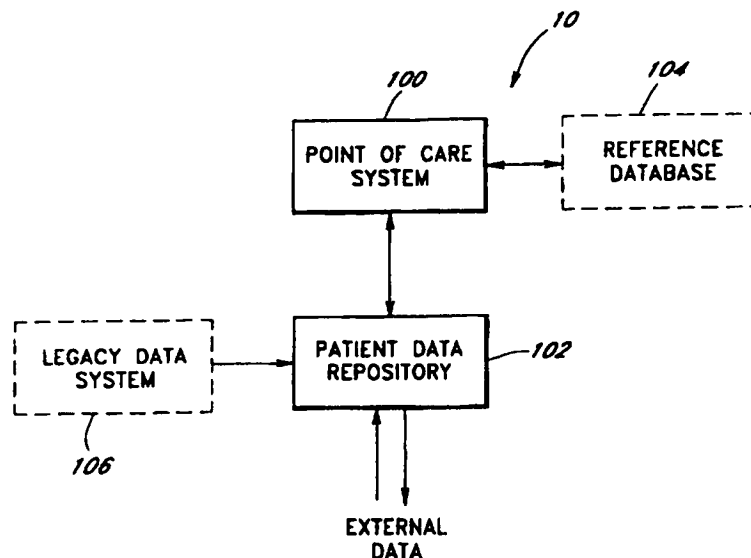 10
100
104
POINT OF CARE
SYSTEM
REFERENCE
DATABASE
LEGACY DATA
SYSTEM
PATIENT DATA
REPOSITORY
102
106
EXTERNAL
DATA